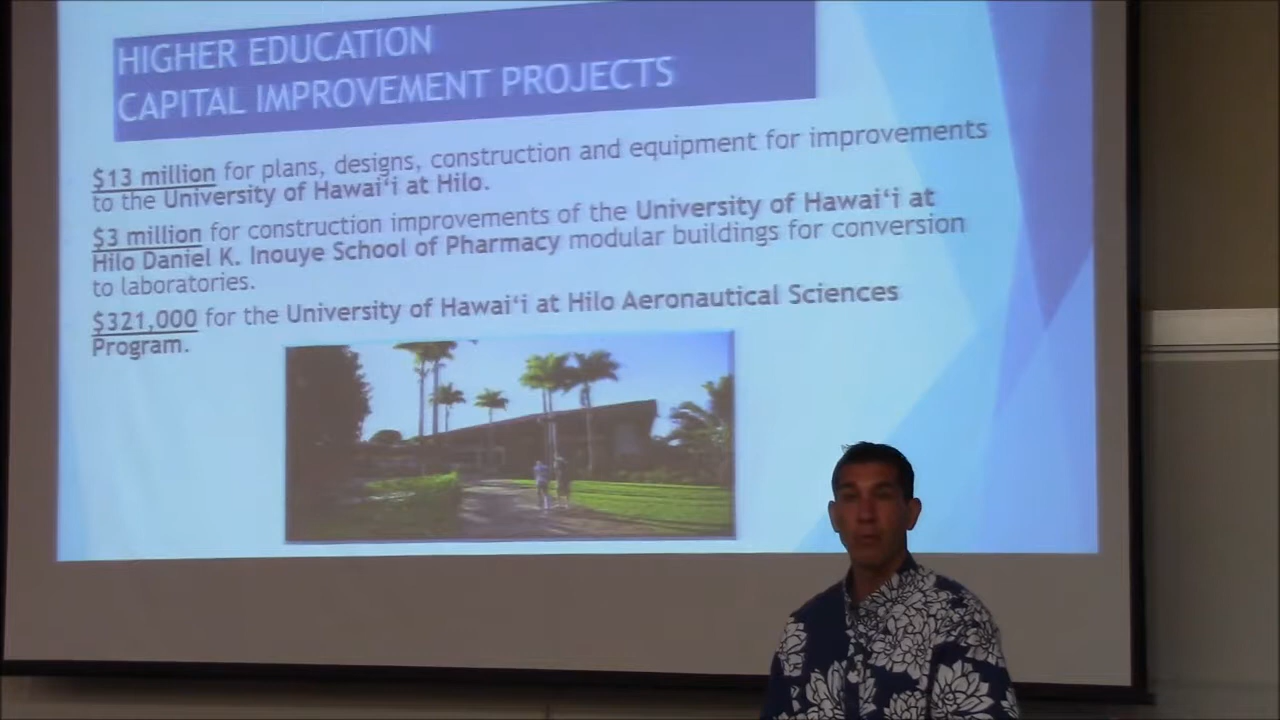 HIGHER EDUCATION
CAPITAL IMPROVEMENT PROJECTS
$13 million for plans, designs, construction and equipment for improvements
to the University of Hawaiʻi at Hilo.
$3 million for construction improvements of the University of Hawaiʻi at
Hilo Daniel K. Inouye School of Pharmacy modular buildings for conversion
to laboratories.
$321,000 for the University of Hawaiʻi at Hilo Aeronautical Sciences
Program.